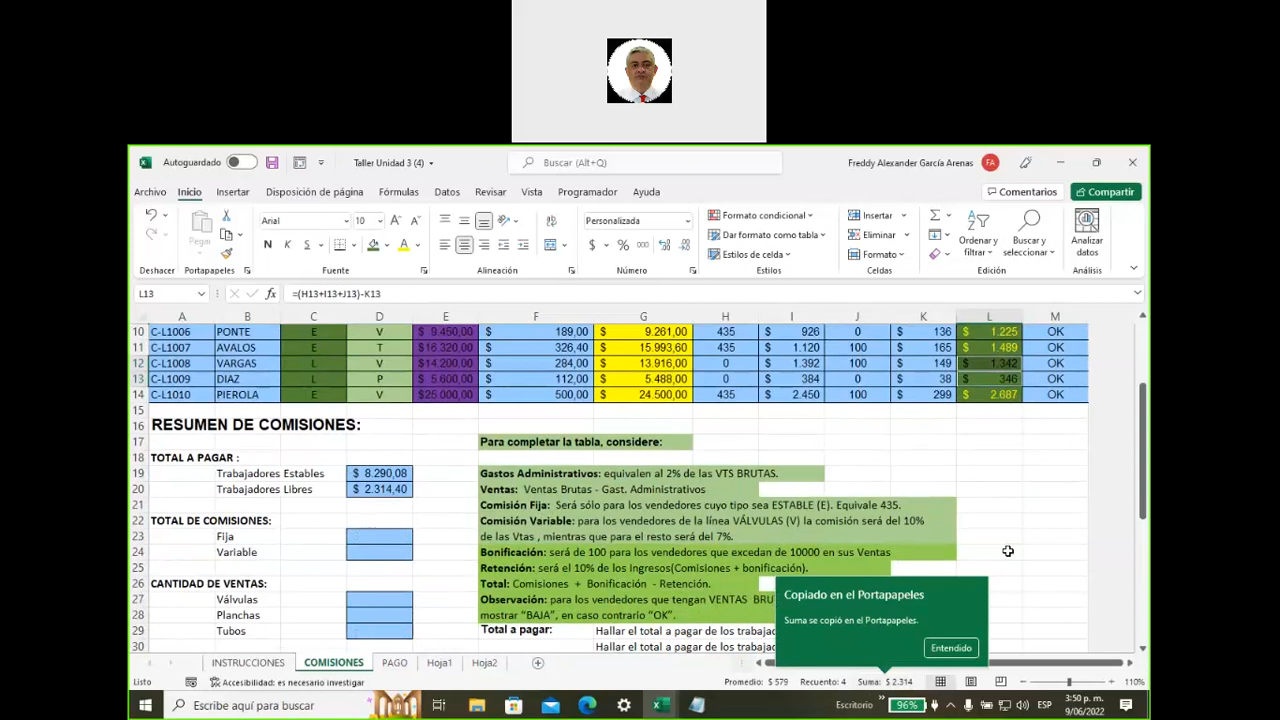 Autoguardado Taller Unidad 3 (4) Buscar (Alt+Q) Freddy Alexander García Arenas FA
Archivo Inicio Insertar Disposición de página Fórmulas Datos Revisar Vista Programador Ayuda Comentarios Compartir
Arial 10 A A Personalizada Formato condicional Insertar
Pegar N K S A $ % 000 Dar formato como tabla Eliminar Ordenar y filtrar Buscar y seleccionar Analizar datos
Estilos de celda Formato
Deshacer Portapapeles Fuente Alineación Número Estilos Celdas Edición Análisis
L13 fx =(H13+I13+J13)-K13
A B C D E F G H I J K L M
10 C-L1006 PONTE E V $ 9.450,00 $ 189,00 $ 9.261,00 435 $ 926 0 $ 136 $ 1.225 OK
11 C-L1007 AVALOS E T $16.320,00 $ 326,40 $ 15.993,60 435 $ 1.120 100 $ 165 $ 1.489 OK
12 C-L1008 VARGAS L V $14.200,00 $ 284,00 $ 13.916,00 0 $ 1.392 100 $ 149 $ 1.342 OK
13 C-L1009 DIAZ L P $ 5.600,00 $ 112,00 $ 5.488,00 0 $ 384 0 $ 38 $ 346 OK
14 C-L1010 PIEROLA E V $25.000,00 $ 500,00 $ 24.500,00 435 $ 2.450 100 $ 299 $ 2.687 OK
15
16 RESUMEN DE COMISIONES:
17 Para completar la tabla, considere:
18 TOTAL A PAGAR :
19 Trabajadores Estables $ 8.290,08 Gastos Administrativos: equivalen al 2% de las VTS BRUTAS.
20 Trabajadores Libres $ 2.314,40 Ventas: Ventas Brutas - Gast. Administrativos
21 Comisión Fija: Será sólo para los vendedores cuyo tipo sea ESTABLE (E). Equivale 435.
22 TOTAL DE COMISIONES: Comisión Variable: para los vendedores de la línea VÁLVULAS (V) la comisión será del 10%
23 Fija de las Vtas , mientras que para el resto será del 7%.
24 Variable Bonificación: será de 100 para los vendedores que excedan de 10000 en sus Ventas
25 Retención: será el 10% de los Ingresos(Comisiones + bonificación).
26 CANTIDAD DE VENTAS: Total: Comisiones + Bonificación - Retención.
27 Válvulas Observación: para los vendedores que tengan VENTAS BRU
28 Planchas mostrar "BAJA", en caso contrario "OK".
29 Tubos Total a pagar: Hallar el total a pagar de los trabajad
30 Hallar el total a pagar de los trabajad
Copiado en el Portapapeles
Suma se copió en el Portapapeles.
Entendido
INSTRUCCIONES COMISIONES PAGO Hoja1 Hoja2
Listo Accesibilidad: es necesario investigar Promedio: $ 579 Recuento: 4 Suma: $ 2.314 110%
Escribe aquí para buscar Escritorio 96% ESP 3:50 p. m.
9/06/2022